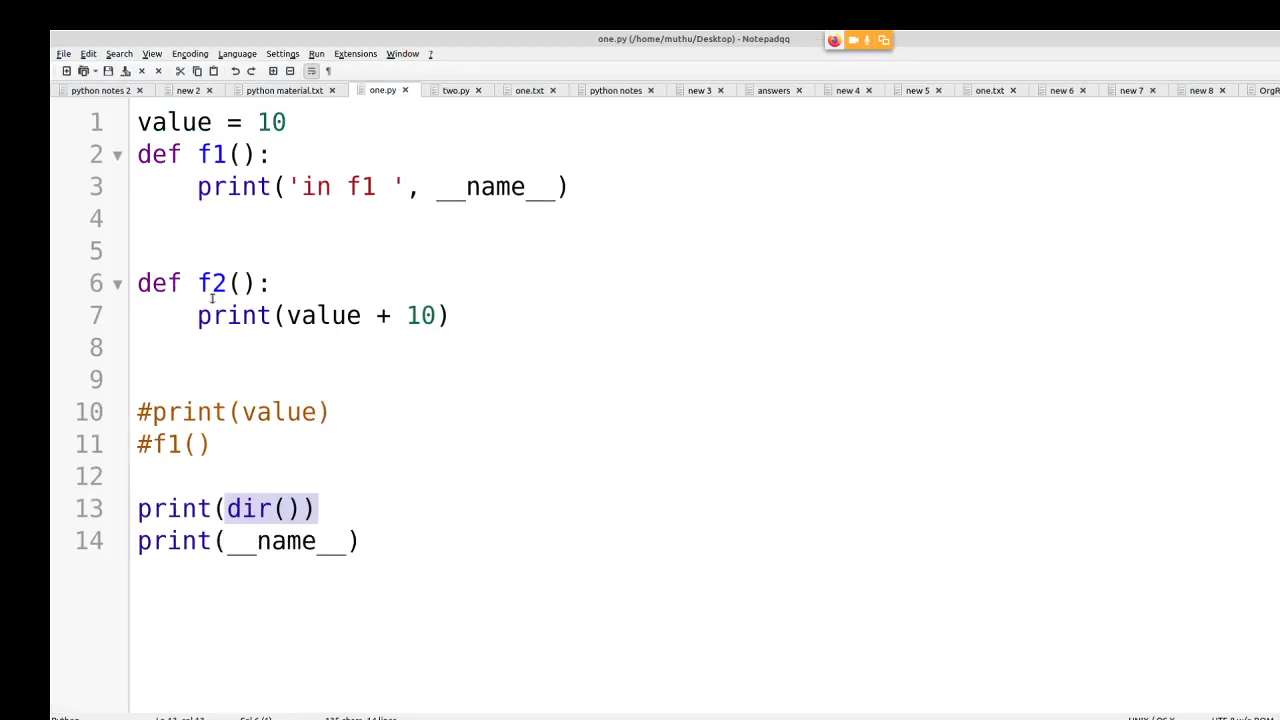 one.py (/home/muthu/Desktop) - Notepadqq
File Edit Search View Encoding Language Settings Run Extensions Window ?
python notes 2 new 2 python material.txt one.py two.py one.txt python notes new 3 answers new 4 new 5 one.txt new 6 new 7 new 8 OrgR
1 value = 10
2 def f1():
3 print('in f1 ', __name__)
4
5
6 def f2():
7 print(value + 10)
8
9
10 #print(value)
11 #f1()
12
13 print(dir())
14 print(__name__)